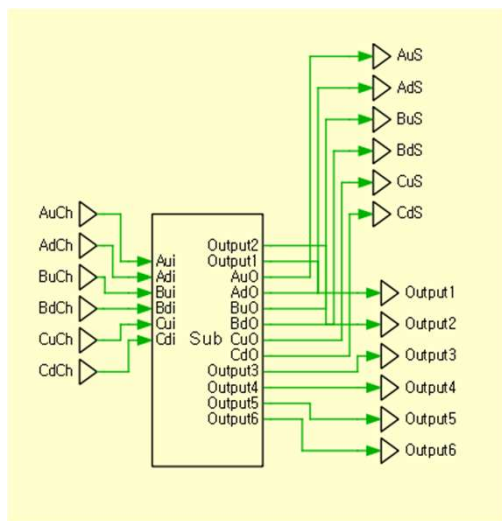 AuS
AdS
BuS
BdS
CuS
CdS
AuCh
AdCh
BuCh
BdCh
CuCh
CdCh
Aui
Adi
Bui
Bdi
Cui
Cdi
Sub
Output2
Output1
AuO
AdO
BuO
BdO
CuO
CdO
Output3
Output4
Output5
Output6
Output1
Output2
Output3
Output4
Output5
Output6